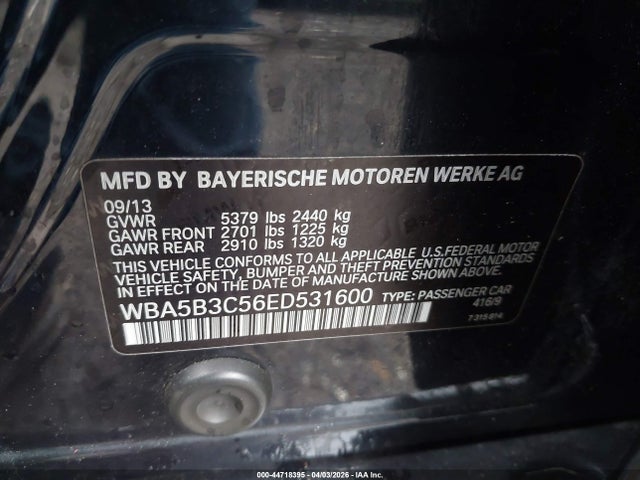 MFD BY BAYERISCHE MOTOREN WERKE AG
09/13
GVWR 5379 lbs 2440 kg
GAWR FRONT 2701 lbs 1225 kg
GAWR REAR 2910 lbs 1320 kg
THIS VEHICLE CONFORMS TO ALL APPLICABLE U.S.FEDERAL MOTOR
VEHICLE SAFETY, BUMPER AND THEFT PREVENTION STANDARDS
IN EFFECT ON THE DATE OF MANUFACTURE SHOWN ABOVE.
WBA5B3C56ED531600 TYPE: PASSENGER CAR
416/9
7315814
000-44718395 - 04/03/2026 - IAA Inc.